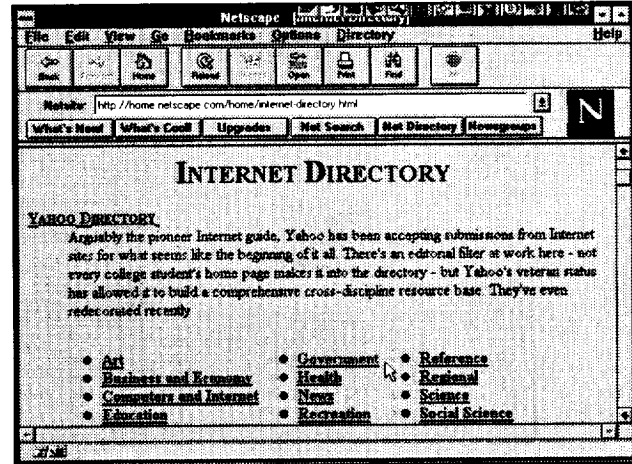 Netscape - [Internet Directory]
File Edit View Go Bookmarks Options Directory Help
Back Home Reload Open Print Find
Netsite: http://home.netscape.com/home/internet-directory.html
What's New! What's Cool! Upgrades Net Search Net Directory Newsgroups
N
INTERNET DIRECTORY
YAHOO DIRECTORY
Arguably the pioneer Internet guide, Yahoo has been accepting submissions from Internet
sites for what seems like the beginning of it all. There's an editorial filter at work here - not
every college student's home page makes it into the directory - but Yahoo's veteran status
has allowed it to build a comprehensive cross-discipline resource base. They've even
redecorated recently
• Art • Government • Reference
• Business and Economy • Health • Regional
• Computers and Internet • News • Science
• Education • Recreation • Social Science